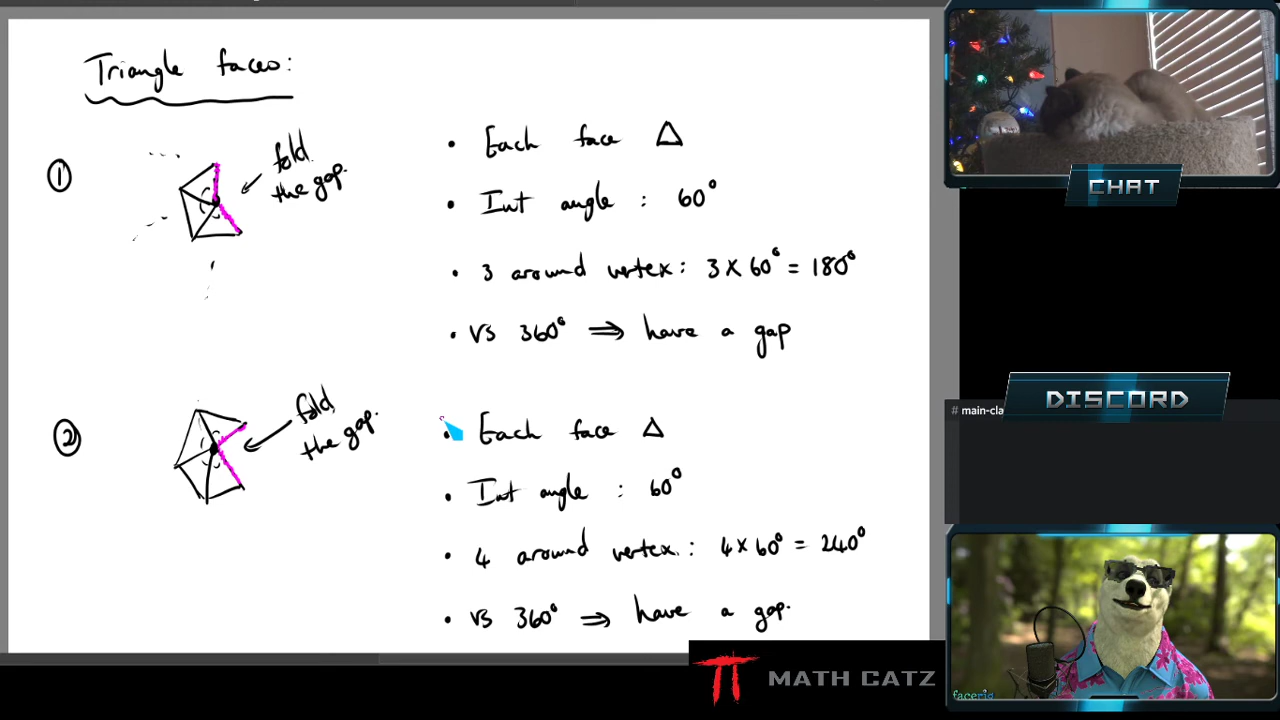 Triangle faces:
①
fold
the gap.
• Each face △
• Int angle : 60°
• 3 around vertex: 3 × 60° = 180°
• vs 360° ⇒ have a gap
②
fold
the gap.
• Each face △
• Int angle : 60°
• 4 around vertex: 4 × 60° = 240°
• vs 360° ⇒ have a gap.
CHAT
DISCORD
# main-cla
MATH CATZ
facerig